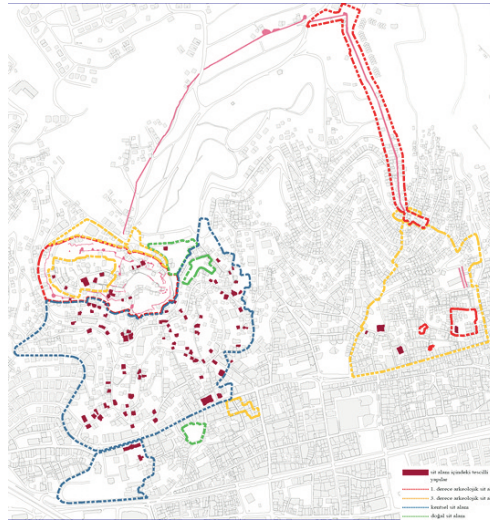 sit alanı içindeki tescilli
yapılar
1. derece arkeolojik sit a
3. derece arkeolojik sit a
kentsel sit alanı
doğal sit alanı